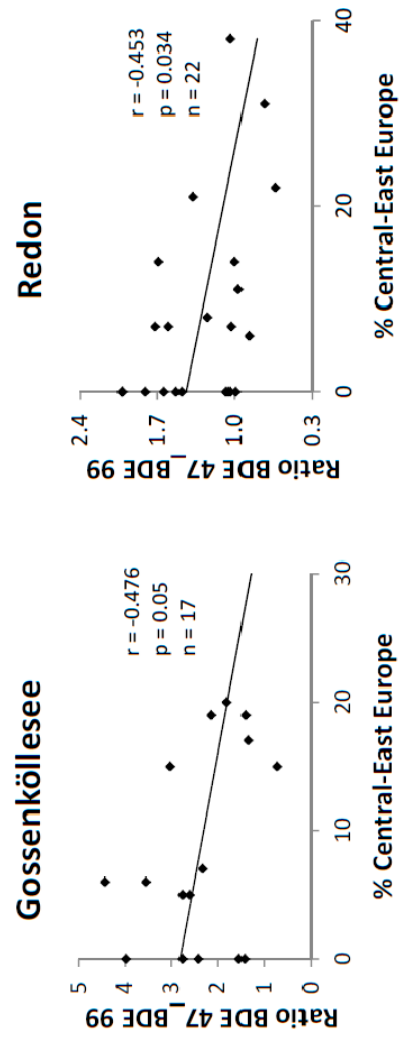 Gossenköllesee
r = -0.476
p = 0.05
n = 17
5
4
3
2
1
0
Ratio BDE 47_BDE 99
0 10 20 30
% Central-East Europe
Redon
r = -0.453
p = 0.034
n = 22
2.4
1.7
1.0
0.3
Ratio BDE 47_BDE 99
0 20 40
% Central-East Europe